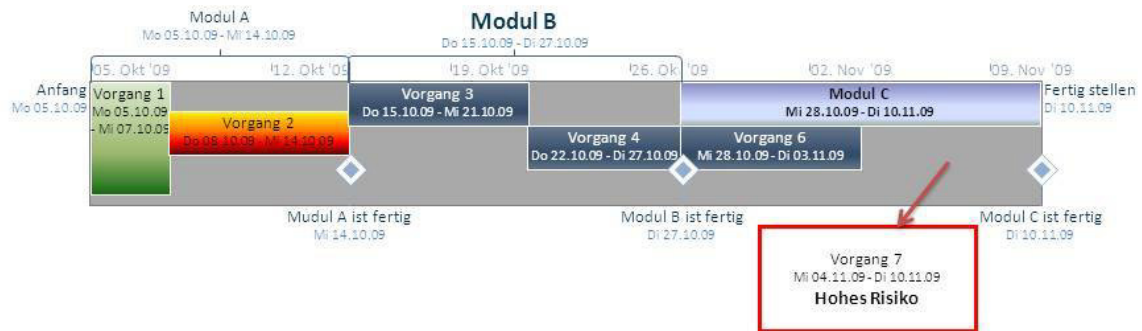 Modul A
Mo 05.10.09 - Mi 14.10.09
Modul B
Do 15.10.09 - Di 27.10.09
05. Okt '09
12. Okt '09
19. Okt '09
26. Ok '09
02. Nov '09
09. Nov '09
Anfang
Mo 05.10.09
Vorgang 1
Mo 05.10.09
- Mi 07.10.09
Vorgang 2
Do 08.10.09 - Mi 14.10.09
Vorgang 3
Do 15.10.09 - Mi 21.10.09
Vorgang 4
Do 22.10.09 - Di 27.10.09
Modul C
Mi 28.10.09 - Di 10.11.09
Vorgang 6
Mi 28.10.09 - Di 03.11.09
Fertig stellen
Di 10.11.09
Mudul A ist fertig
Mi 14.10.09
Modul B ist fertig
Di 27.10.09
Modul C ist fertig
Di 10.11.09
Vorgang 7
Mi 04.11.09 - Di 10.11.09
Hohes Risiko